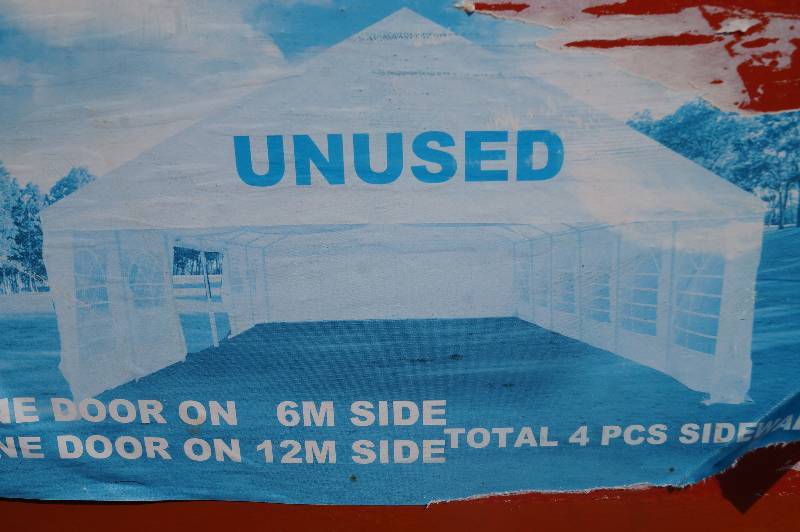 UNUSED
NE DOOR ON 6M SIDE
NE DOOR ON 12M SIDE
TOTAL 4 PCS SIDEWA